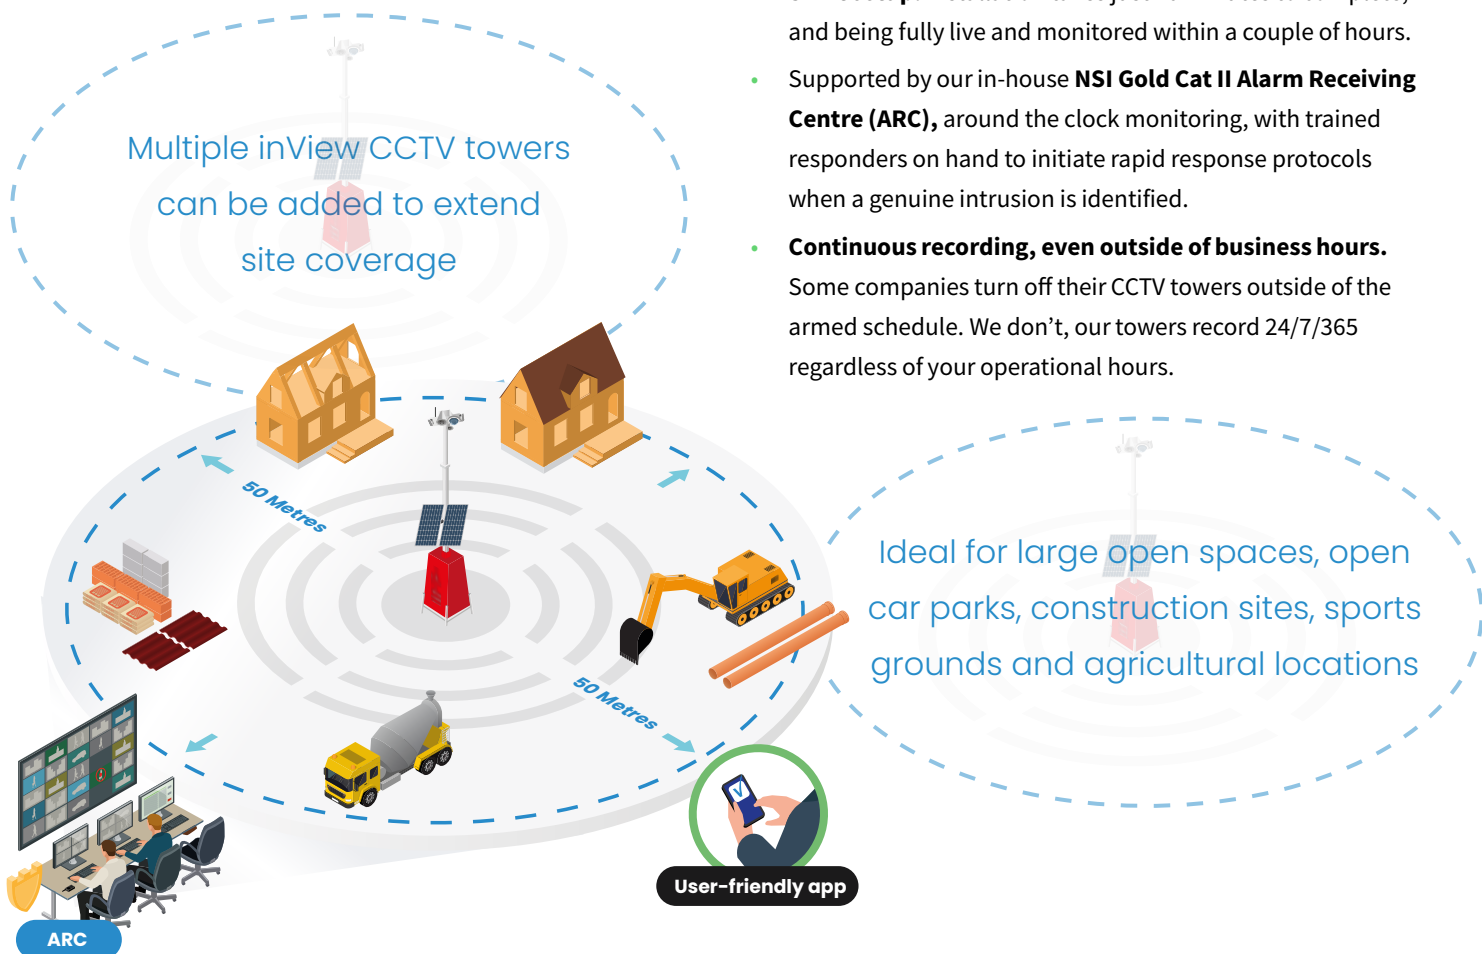 and being fully live and monitored within a couple of hours.
• Supported by our in-house NSI Gold Cat II Alarm Receiving
Centre (ARC), around the clock monitoring, with trained
responders on hand to initiate rapid response protocols
when a genuine intrusion is identified.
• Continuous recording, even outside of business hours.
Some companies turn off their CCTV towers outside of the
armed schedule. We don’t, our towers record 24/7/365
regardless of your operational hours.
Multiple inView CCTV towers
can be added to extend
site coverage
50 Metres
50 Metres
Ideal for large open spaces, open
car parks, construction sites, sports
grounds and agricultural locations
User-friendly app
ARC